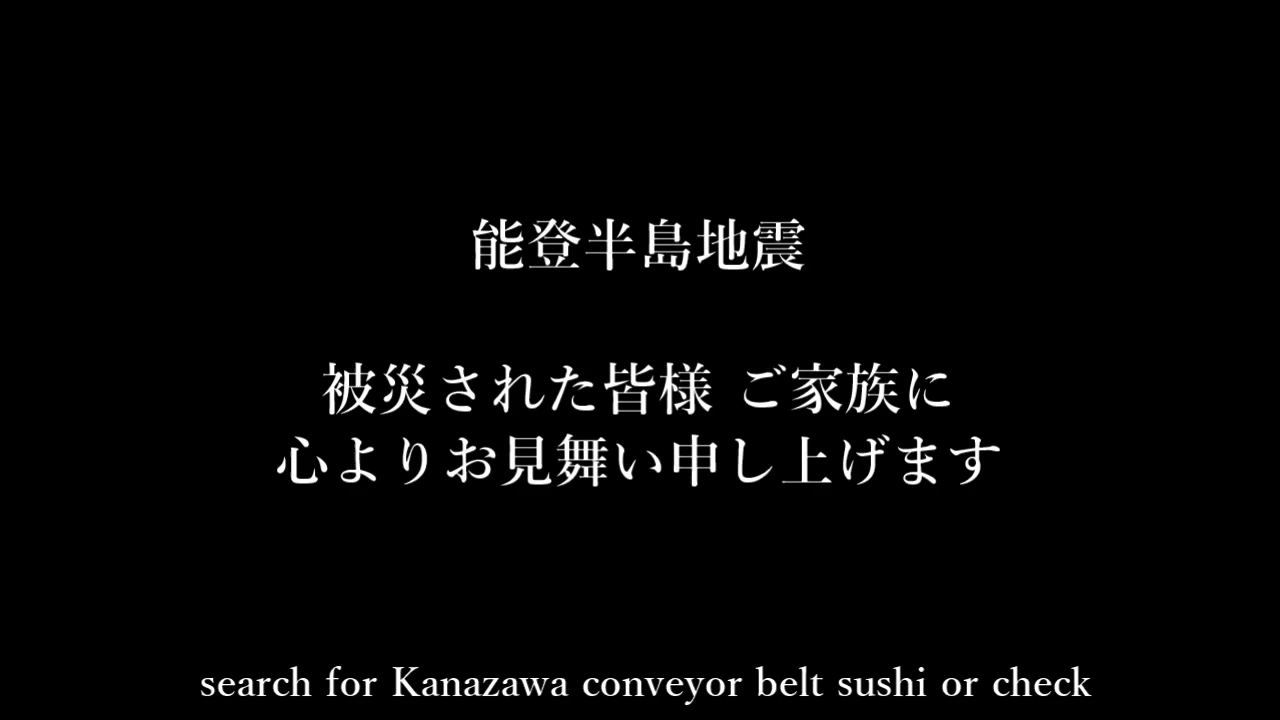 能登半島地震
被災された皆様 ご家族に
心よりお見舞い申し上げます
search for Kanazawa conveyor belt sushi or check